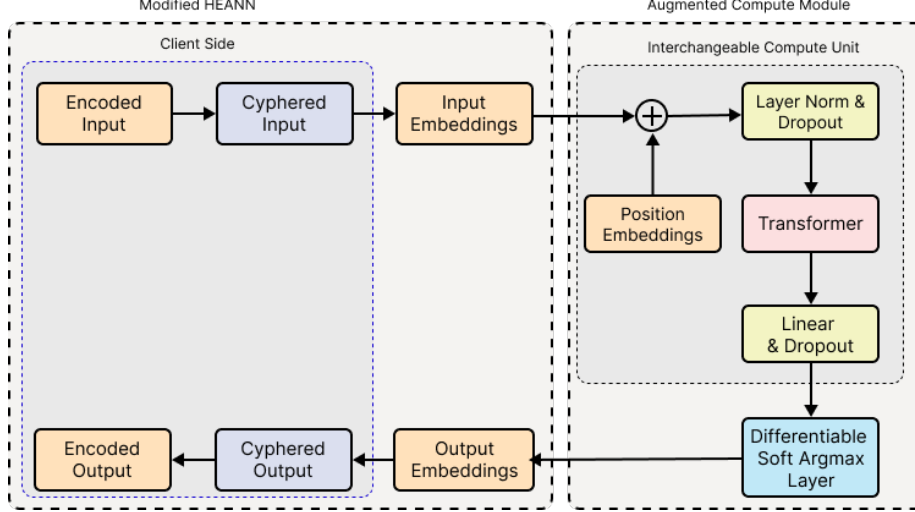 Modified HEANN
Augmented Compute Module
Client Side
Interchangeable Compute Unit
Encoded
Input
Cyphered
Input
Input
Embeddings
Layer Norm &
Dropout
Position
Embeddings
Transformer
Linear
& Dropout
Encoded
Output
Cyphered
Output
Output
Embeddings
Differentiable
Soft Argmax
Layer